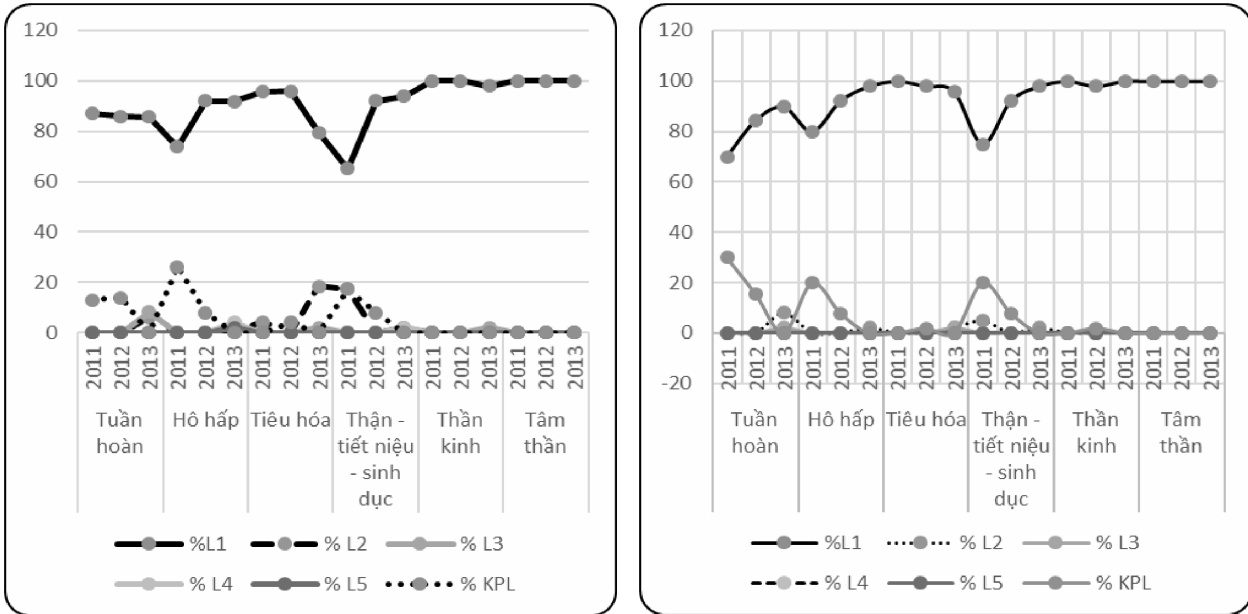 120
100
80
60
40
20
0
2011 2012 2013 2011 2012 2013 2011 2012 2013 2011 2012 2013 2011 2012 2013 2011 2012 2013
Tuần hoàn
Hô hấp
Tiêu hóa
Thận - tiết niệu - sinh dục
Thần kinh
Tâm thần
%L1 % L2 % L3
% L4 % L5 % KPL
120
100
80
60
40
20
0
-20
2011 2012 2013 2011 2012 2013 2011 2012 2013 2011 2012 2013 2011 2012 2013 2011 2012 2013
Tuần hoàn
Hô hấp
Tiêu hóa
Thận - tiết niệu - sinh dục
Thần kinh
Tâm thần
%L1 % L2 % L3
% L4 % L5 % KPL